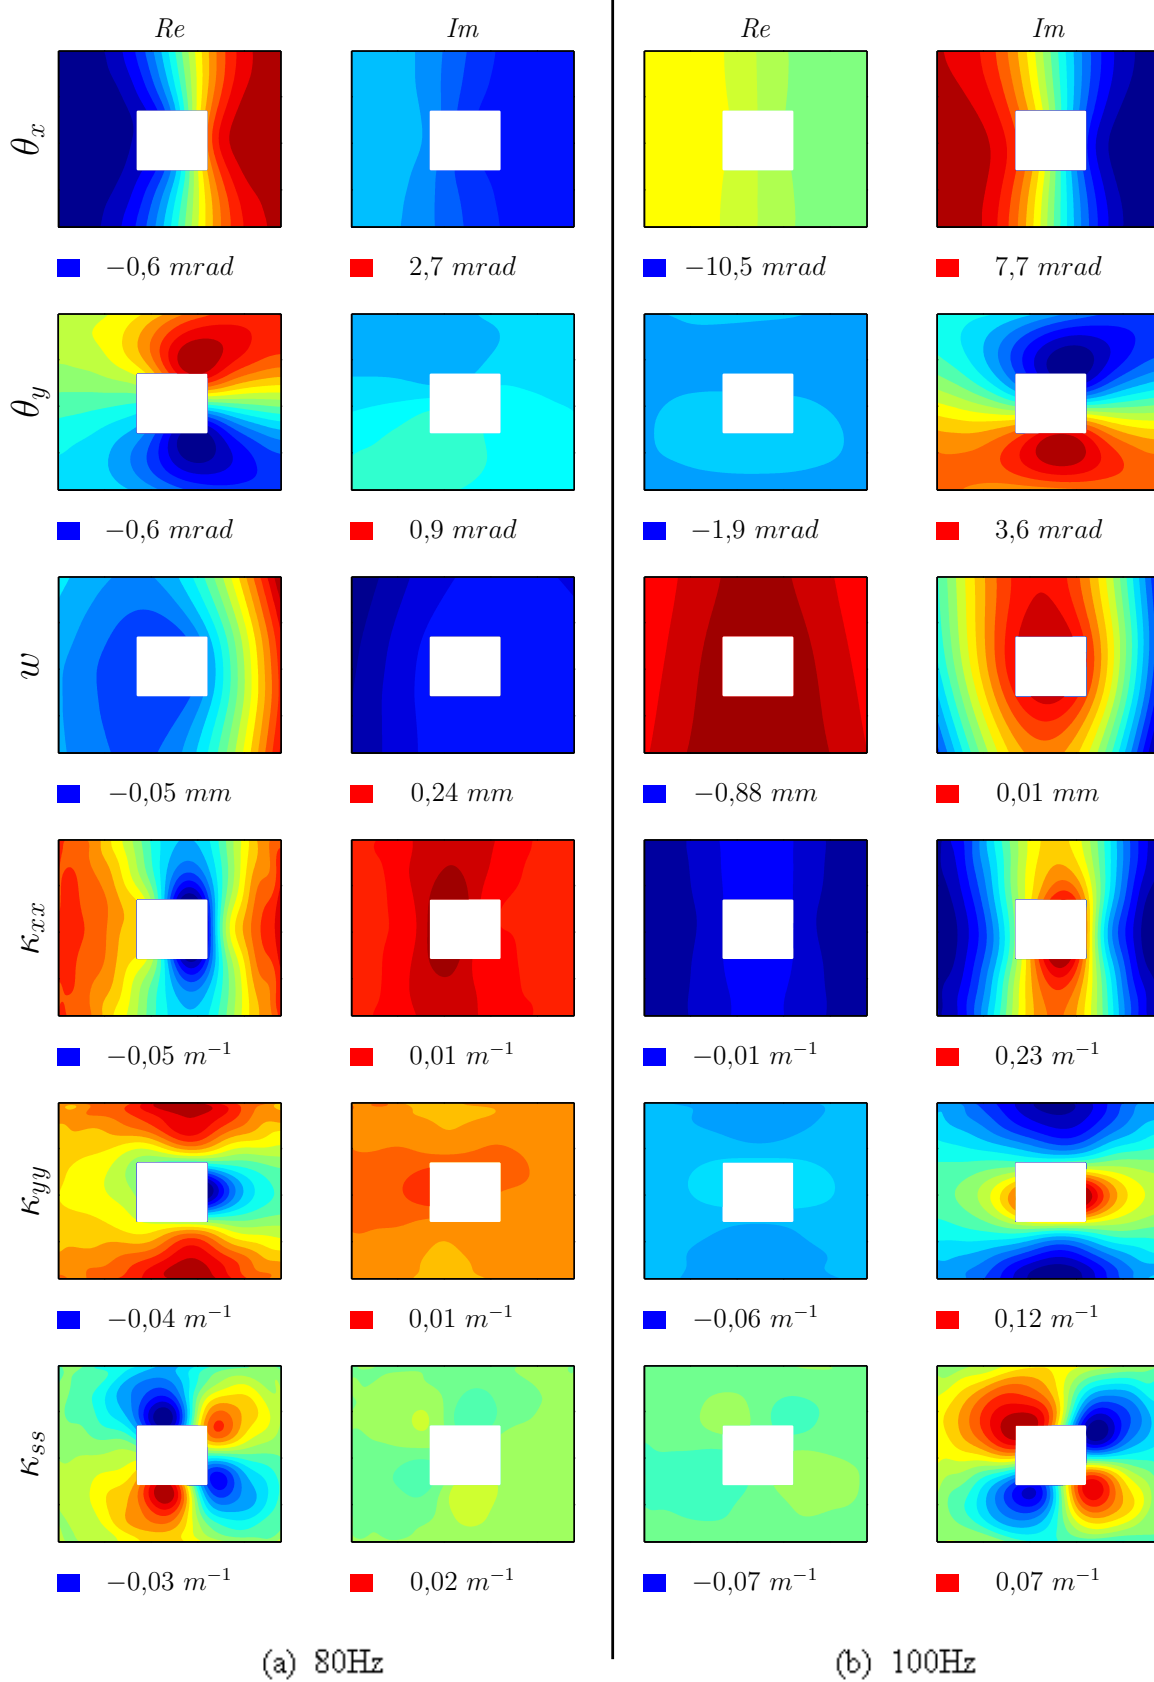 Re Im Re Im
θx
−0,6 mrad 2,7 mrad −10,5 mrad 7,7 mrad
θy
−0,6 mrad 0,9 mrad −1,9 mrad 3,6 mrad
w
−0,05 mm 0,24 mm −0,88 mm 0,01 mm
κxx
−0,05 m⁻¹ 0,01 m⁻¹ −0,01 m⁻¹ 0,23 m⁻¹
κyy
−0,04 m⁻¹ 0,01 m⁻¹ −0,06 m⁻¹ 0,12 m⁻¹
κss
−0,03 m⁻¹ 0,02 m⁻¹ −0,07 m⁻¹ 0,07 m⁻¹
(a) 80Hz (b) 100Hz